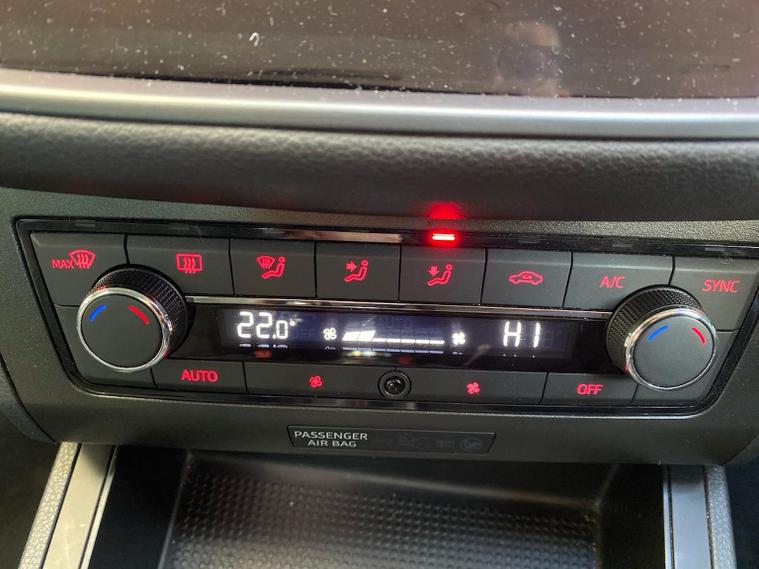 MAX
A/C
SYNC
22.0°
HI
AUTO
OFF
PASSENGER
AIR BAG